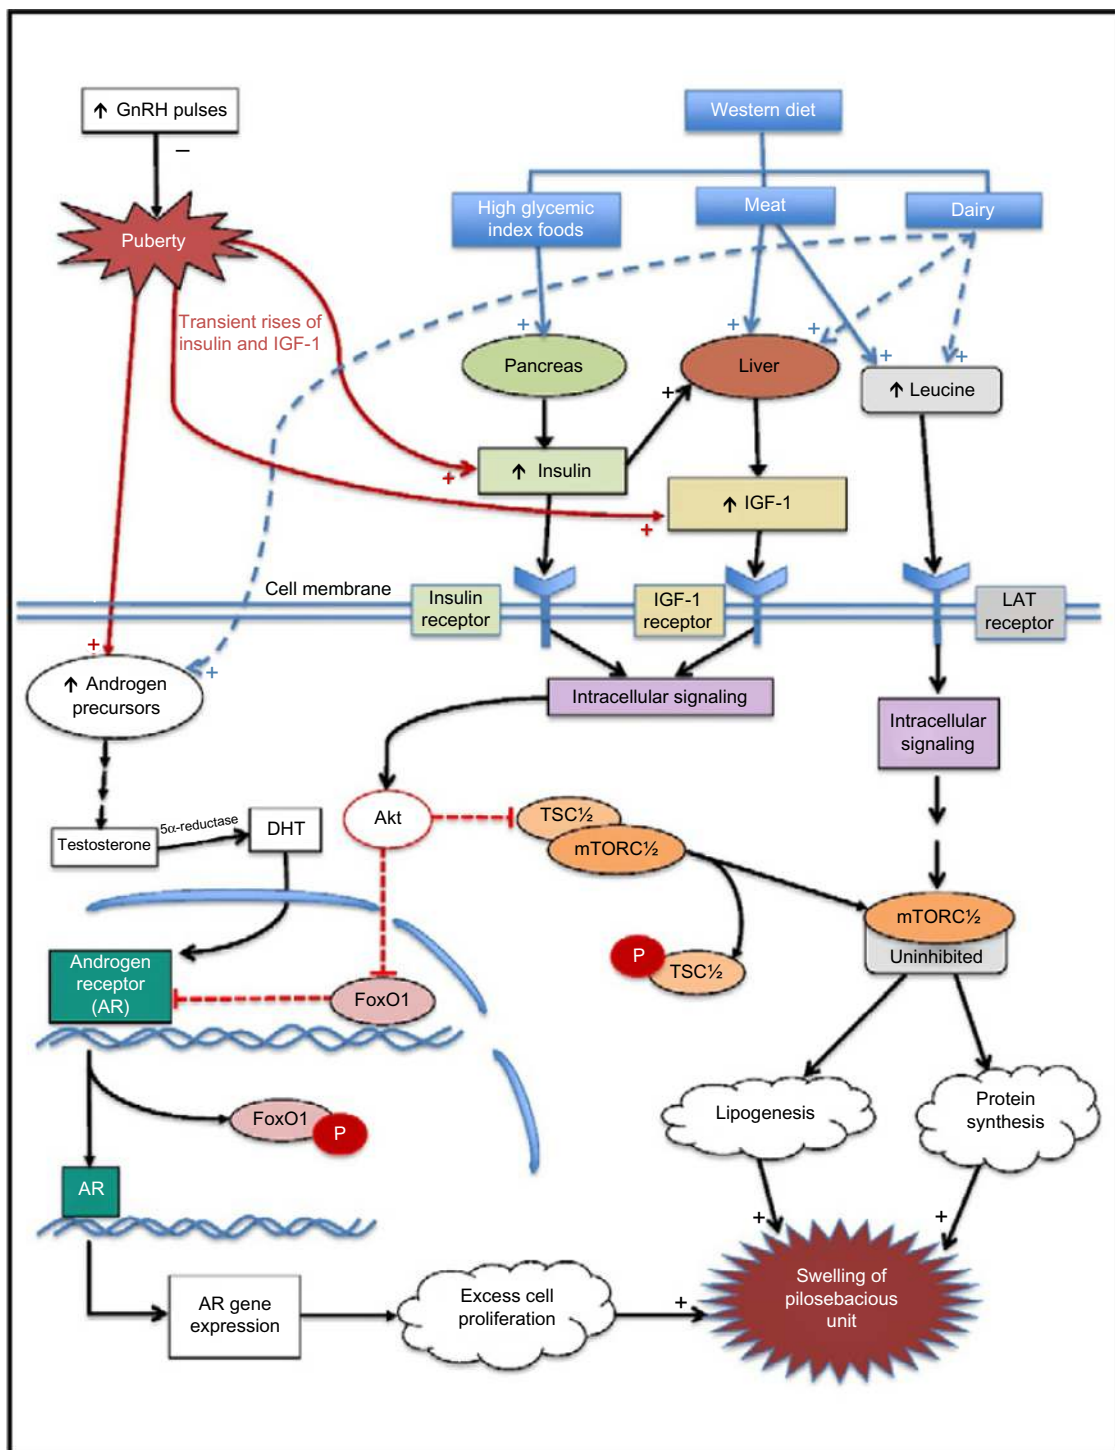 ↑ GnRH pulses
–
Puberty
Western diet
High glycemic
index foods
Meat
Dairy
Transient rises of
insulin and IGF-1
+
+
+
+
+
Pancreas
Liver
↑ Leucine
+
↑ Insulin
+
↑ IGF-1
+
Cell membrane
Insulin
receptor
IGF-1
receptor
LAT
receptor
+
+
↑ Androgen
precursors
Intracellular signaling
Intracellular
signaling
Testosterone
5α-reductase
DHT
Akt
TSC½
mTORC½
mTORC½
Uninhibited
P
TSC½
Androgen
receptor
(AR)
FoxO1
FoxO1
P
Lipogenesis
Protein
synthesis
AR
+
+
AR gene
expression
Excess cell
proliferation
+
Swelling of
pilosebacious
unit